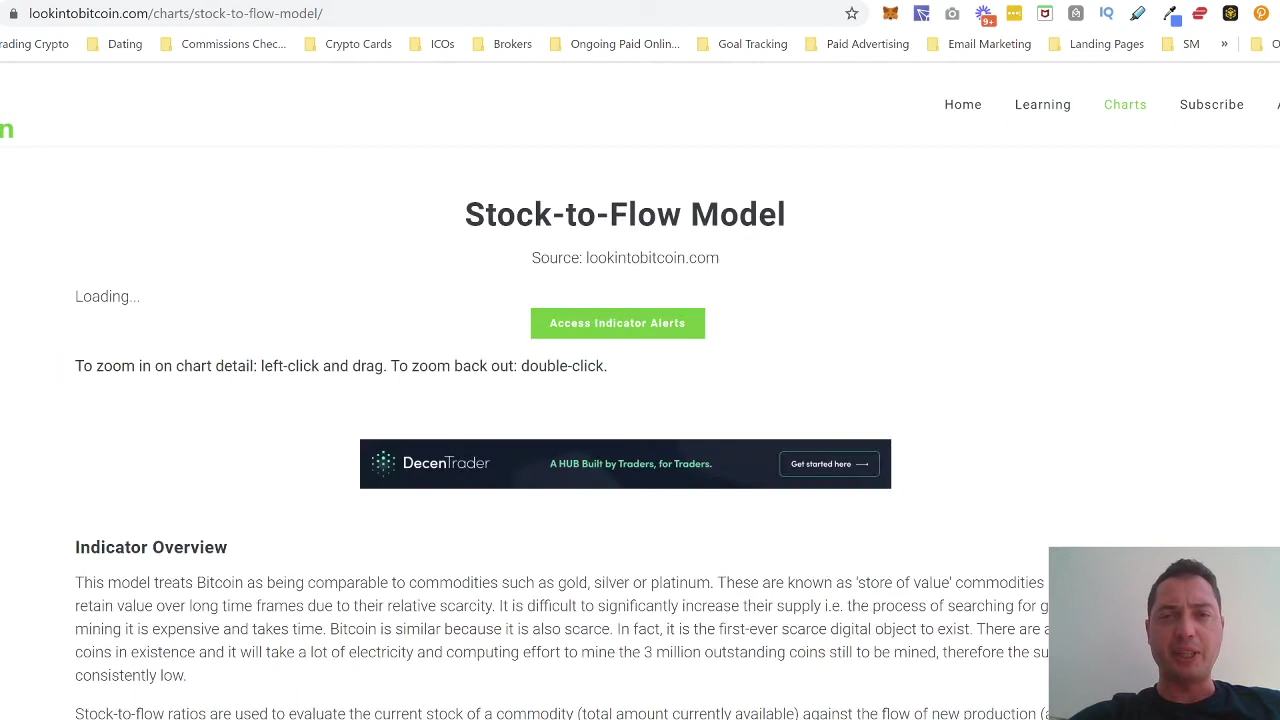 lookintobitcoin.com/charts/stock-to-flow-model/
9+
IQ
rading Crypto Dating Commissions Chec... Crypto Cards ICOs Brokers Ongoing Paid Onlin... Goal Tracking Paid Advertising Email Marketing Landing Pages SM » O
n
Home Learning Charts Subscribe
Stock-to-Flow Model
Source: lookintobitcoin.com
Loading...
Access Indicator Alerts
To zoom in on chart detail: left-click and drag. To zoom back out: double-click.
DecenTrader A HUB Built by Traders, for Traders. Get started here
Indicator Overview
This model treats Bitcoin as being comparable to commodities such as gold, silver or platinum. These are known as 'store of value' commodities
retain value over long time frames due to their relative scarcity. It is difficult to significantly increase their supply i.e. the process of searching for g
mining it is expensive and takes time. Bitcoin is similar because it is also scarce. In fact, it is the first-ever scarce digital object to exist. There are a
coins in existence and it will take a lot of electricity and computing effort to mine the 3 million outstanding coins still to be mined, therefore the su
consistently low.
Stock-to-flow ratios are used to evaluate the current stock of a commodity (total amount currently available) against the flow of new production (a